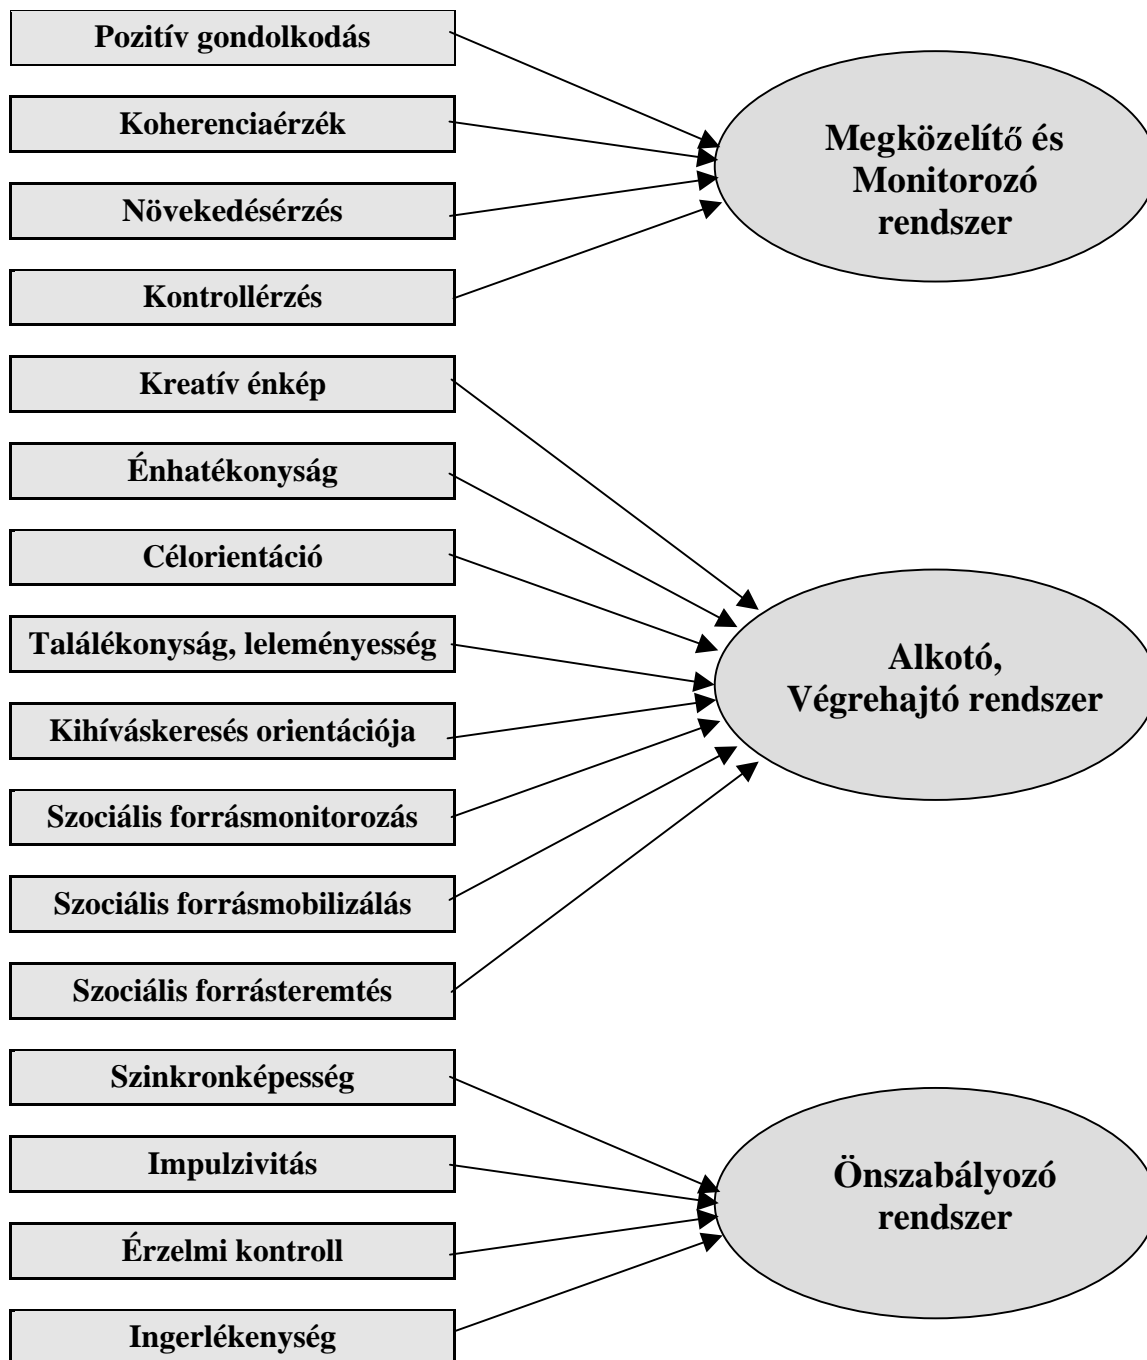 Pozitív gondolkodás
Koherenciaérzék
Növekedésérzés
Kontrollérzés
Megközelítő és
Monitorozó
rendszer
Kreatív énkép
Énhatékonyság
Célorientáció
Találékonyság, leleményesség
Kihíváskeresés orientációja
Szociális forrásmonitorozás
Szociális forrásmobilizálás
Szociális forrásteremtés
Alkotó,
Végrehajtó rendszer
Szinkronképesség
Impulzivitás
Érzelmi kontroll
Ingerlékenység
Önszabályozó
rendszer